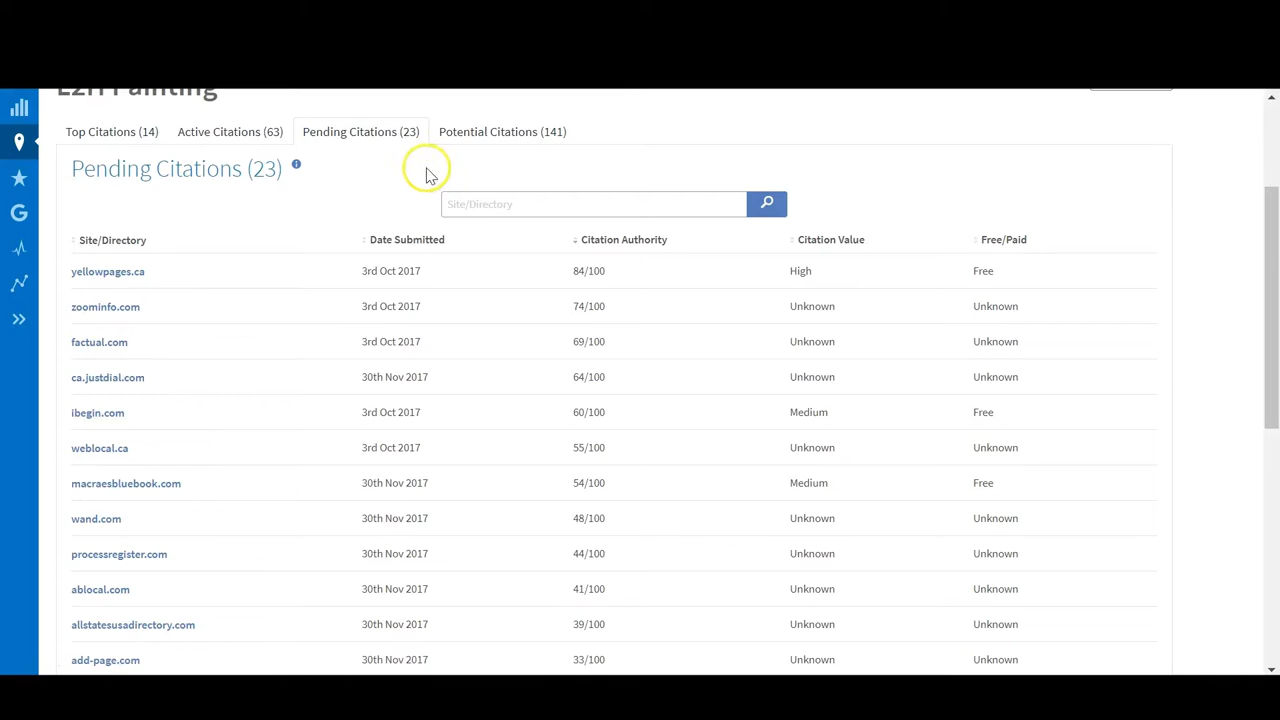 Painting
Top Citations (14) Active Citations (63) Pending Citations (23) Potential Citations (141)
Pending Citations (23)
Site/Directory
Site/Directory Date Submitted Citation Authority Citation Value Free/Paid
yellowpages.ca 3rd Oct 2017 84/100 High Free
zoominfo.com 3rd Oct 2017 74/100 Unknown Unknown
factual.com 3rd Oct 2017 69/100 Unknown Unknown
ca.justdial.com 30th Nov 2017 64/100 Unknown Unknown
ibegin.com 3rd Oct 2017 60/100 Medium Free
weblocal.ca 3rd Oct 2017 55/100 Unknown Unknown
macraesbluebook.com 30th Nov 2017 54/100 Medium Free
wand.com 30th Nov 2017 48/100 Unknown Unknown
processregister.com 30th Nov 2017 44/100 Unknown Unknown
ablocal.com 30th Nov 2017 41/100 Unknown Unknown
allstatesusadirectory.com 30th Nov 2017 39/100 Unknown Unknown
add-page.com 30th Nov 2017 33/100 Unknown Unknown